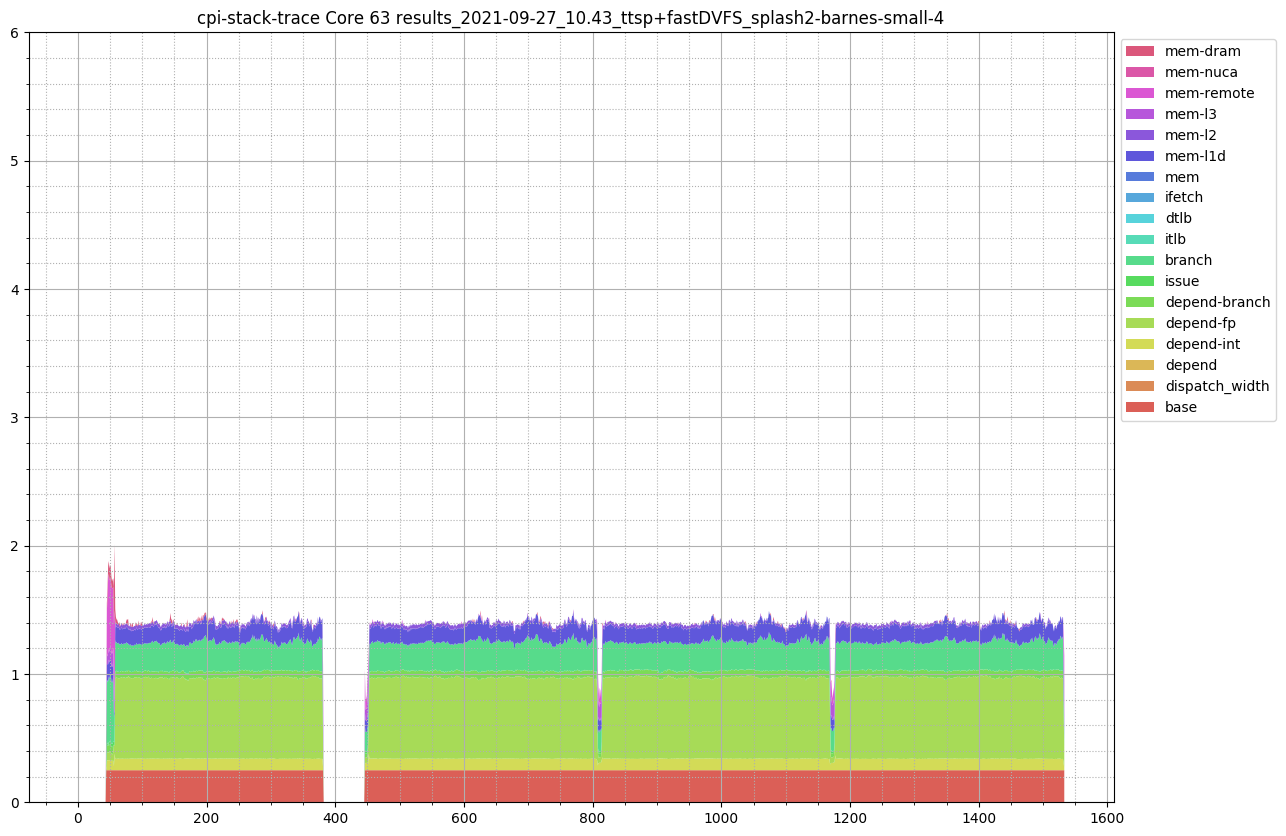 cpi-stack-trace Core 63 results_2021-09-27_10.43_ttsp+fastDVFS_splash2-barnes-small-4
6
5
4
3
2
1
0
0 200 400 600 800 1000 1200 1400 1600
mem-dram
mem-nuca
mem-remote
mem-l3
mem-l2
mem-l1d
mem
ifetch
dtlb
itlb
branch
issue
depend-branch
depend-fp
depend-int
depend
dispatch_width
base